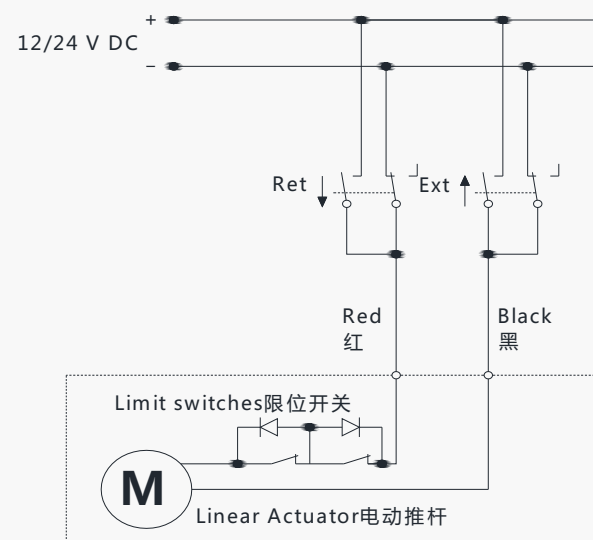 +
12/24 V DC
−
Ret
Ext
Red
红
Black
黑
Limit switches限位开关
M
Linear Actuator电动推杆